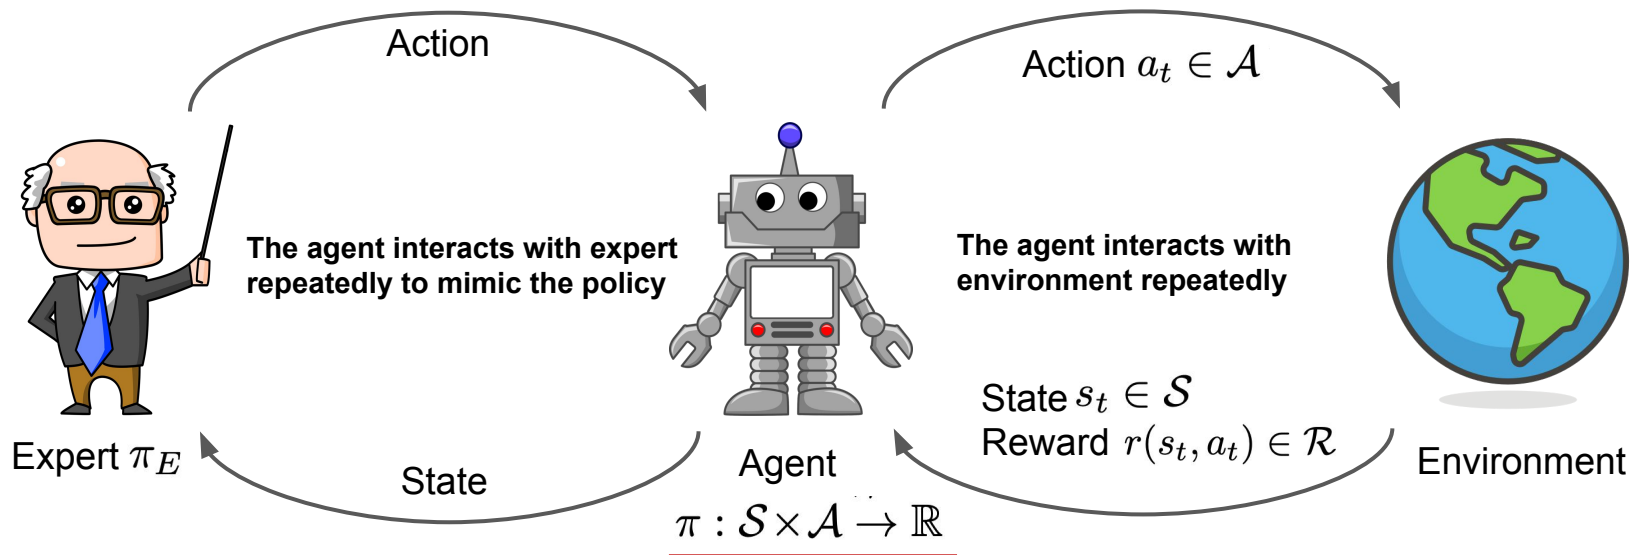 Action
Action $a_t \in \mathcal{A}$
The agent interacts with expert
repeatedly to mimic the policy
The agent interacts with
environment repeatedly
State $s_t \in \mathcal{S}$
Reward $r(s_t, a_t) \in \mathcal{R}$
Expert $\pi_E$
State
Agent
Environment
$\pi : \mathcal{S} \times \mathcal{A} \to \mathbb{R}$